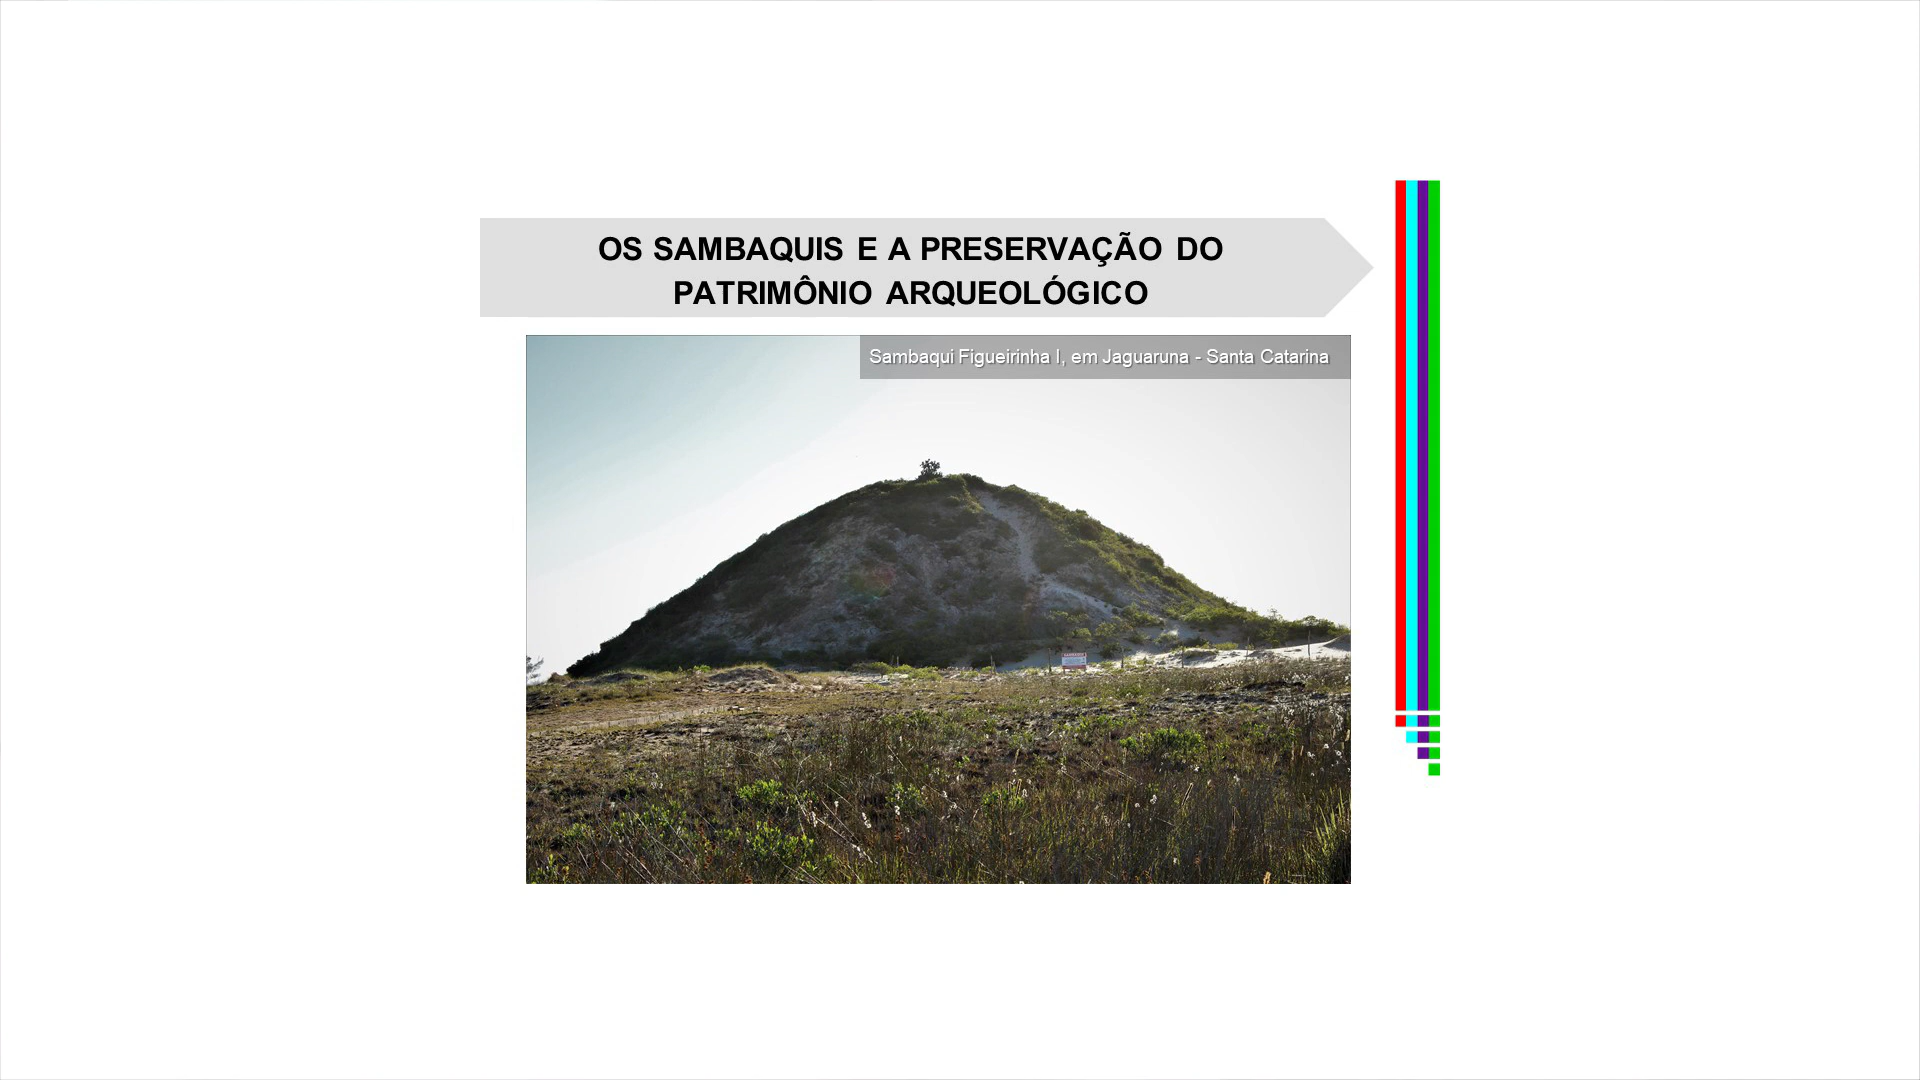 OS SAMBAQUIS E A PRESERVAÇÃO DO
PATRIMÔNIO ARQUEOLÓGICO
Sambaqui Figueirinha I, em Jaguaruna - Santa Catarina